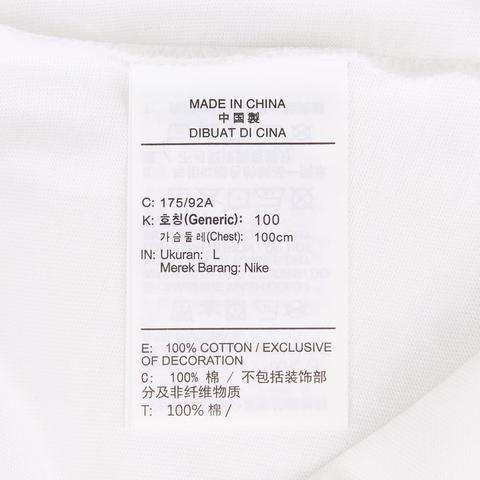 MADE IN CHINA
中国製
DIBUAT DI CINA
C: 175/92A
K: 호칭(Generic): 100
가슴둘레(Chest): 100cm
IN: Ukuran: L
Merek Barang: Nike
E: 100% COTTON / EXCLUSIVE
OF DECORATION
C: 100% 棉 / 不包括装饰部
分及非纤维物质
T: 100% 棉 /